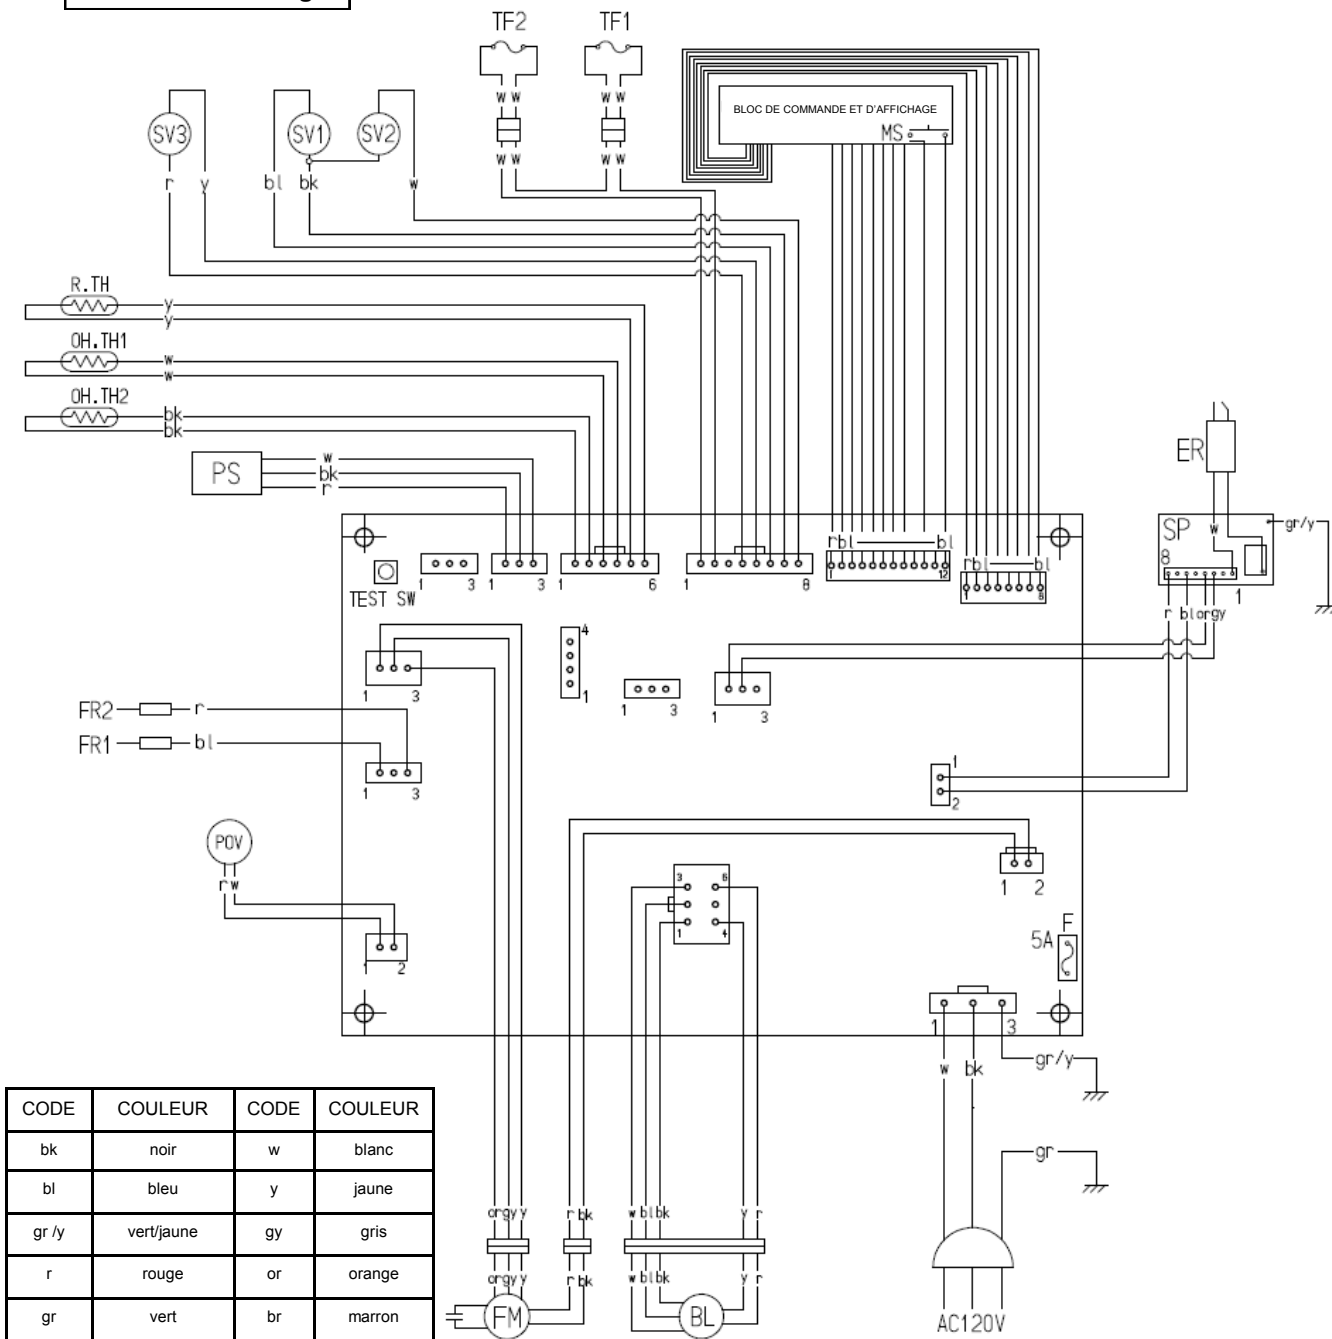 TF2 TF1
BLOC DE COMMANDE ET D'AFFICHAGE
MS
SV3 SV1 SV2
w w w w
w w w w
r y bl bk w
R.TH
y
y
OH.TH1
w
w
OH.TH2
bk
bk
PS
w
bk
r
ER
SP
w
gr/y
8
1
r bl or gy
r bl bl
r bl bl
1 12
1 8
TEST SW
1 3 1 3 1 6 1 8
4
1
1 3
1 3
1 3
FR2 r
FR1 bl
1 3
1
2
POV
r w
1 2
3 6
1 4
1 2
F
5A
1 3
w bk
gr/y
gr
AC120V
or gy y r bk w bl bk y r
or gy y r bk w bl bk y r
FM BL
CODE COULEUR CODE COULEUR
bk noir w blanc
bl bleu y jaune
gr /y vert/jaune gy gris
r rouge or orange
gr vert br marron